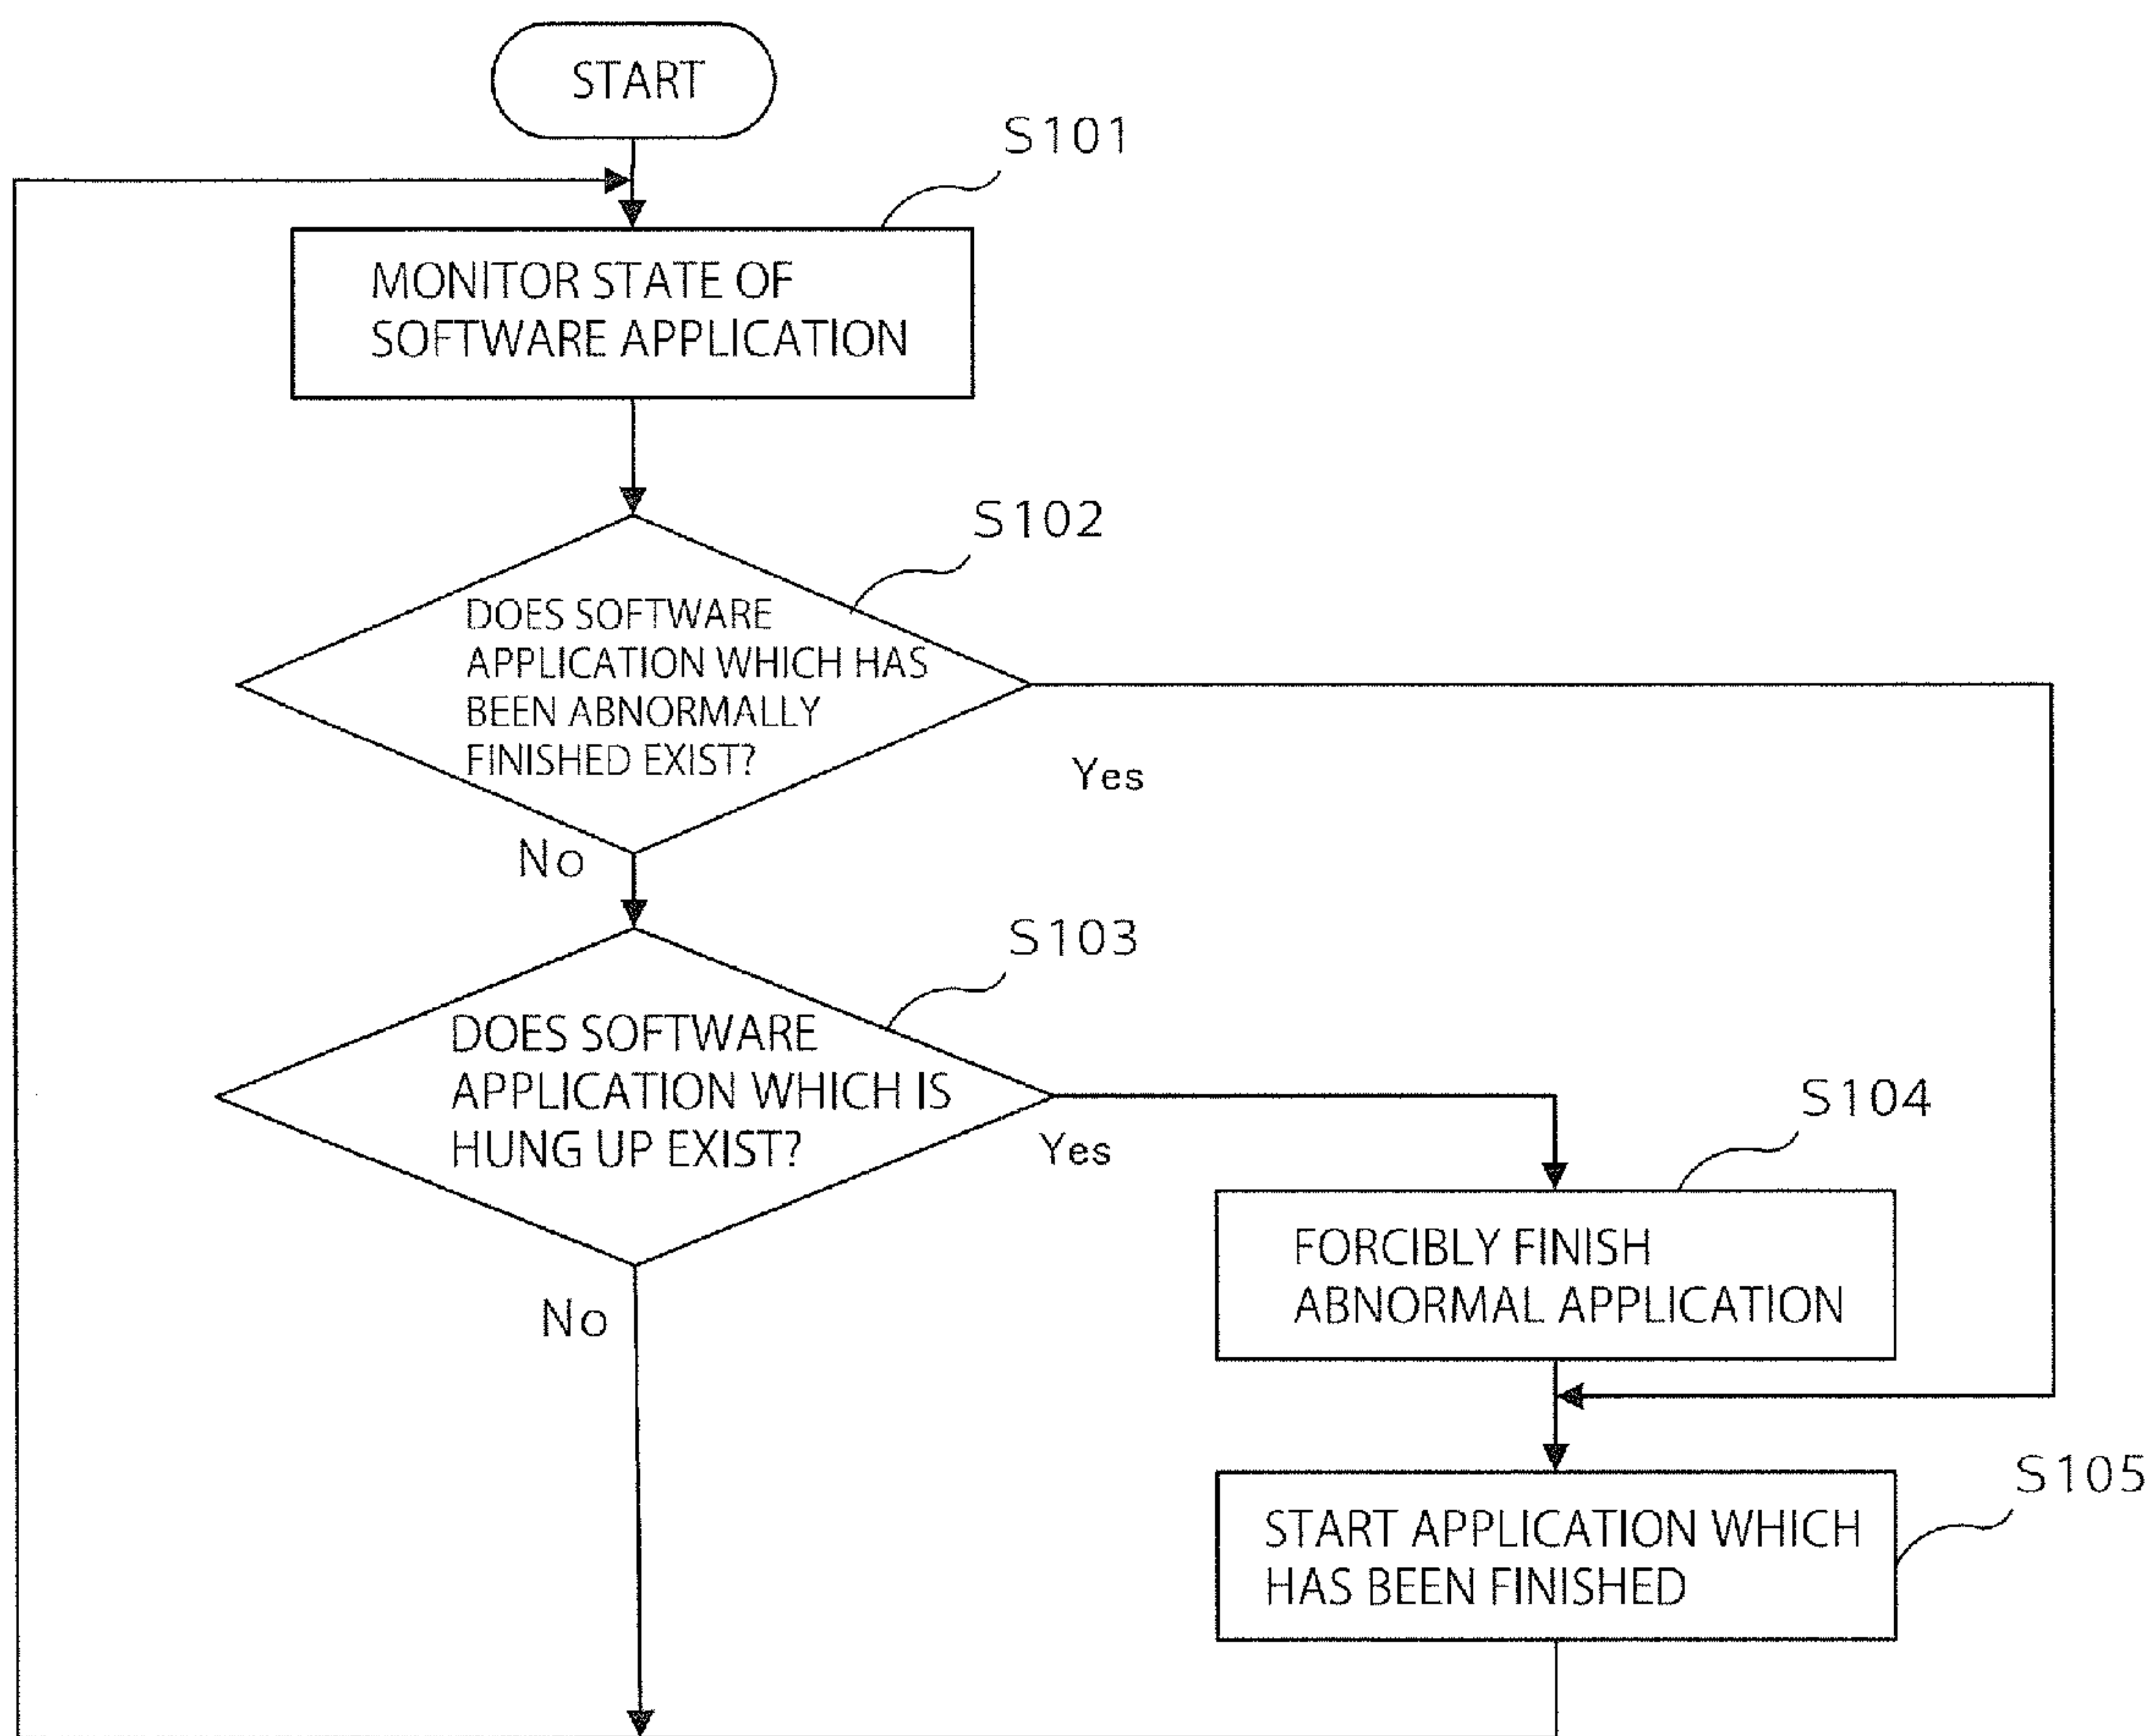 START
S101
MONITOR STATE OF
SOFTWARE APPLICATION
S102
DOES SOFTWARE
APPLICATION WHICH HAS
BEEN ABNORMALLY
FINISHED EXIST?
Yes
No
S103
DOES SOFTWARE
APPLICATION WHICH IS
HUNG UP EXIST?
Yes
No
S104
FORCIBLY FINISH
ABNORMAL APPLICATION
S105
START APPLICATION WHICH
HAS BEEN FINISHED